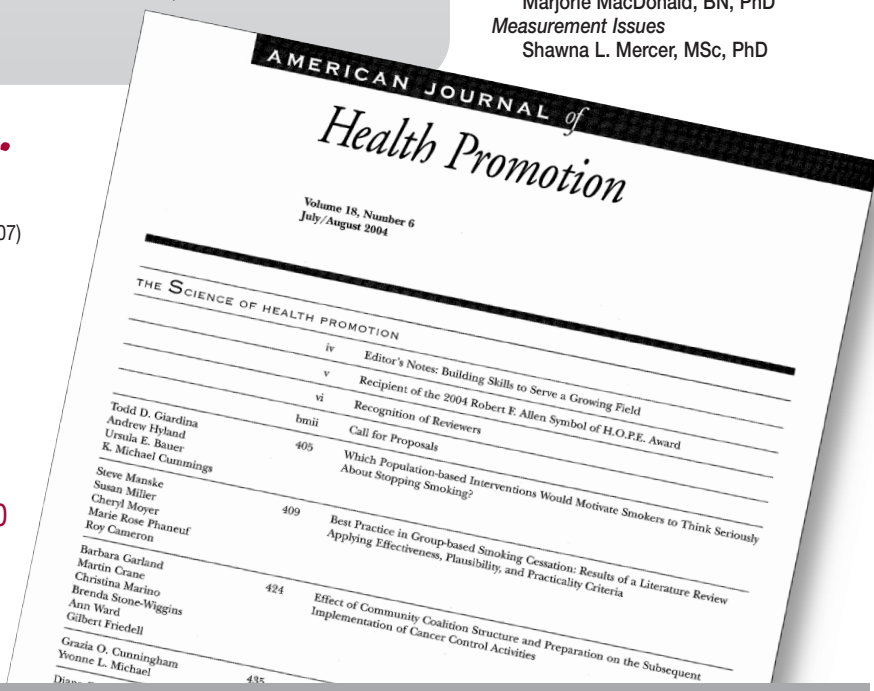 Marjorie MacDonald, BN, PhD
Measurement Issues
Shawna L. Mercer, MSc, PhD
07)
0
AMERICAN JOURNAL of
Health Promotion
Volume 18, Number 6
July/August 2004
THE SCIENCE OF HEALTH PROMOTION
iv Editor's Notes: Building Skills to Serve a Growing Field
v Recipient of the 2004 Robert F. Allen Symbol of H.O.P.E. Award
vi Recognition of Reviewers
bmii Call for Proposals
Todd D. Giardina
Andrew Hyland
Ursula E. Bauer
K. Michael Cummings
405 Which Population-based Interventions Would Motivate Smokers to Think Seriously
About Stopping Smoking?
Steve Manske
Susan Miller
Cheryl Moyer
Marie Rose Phaneuf
Roy Cameron
409 Best Practice in Group-based Smoking Cessation: Results of a Literature Review
Applying Effectiveness, Plausibility, and Practicality Criteria
Barbara Garland
Martin Crane
Christina Marino
Brenda Stone-Wiggins
Ann Ward
Gilbert Friedell
424 Effect of Community Coalition Structure and Preparation on the Subsequent
Implementation of Cancer Control Activities
Grazia O. Cunningham
Yvonne L. Michael
435